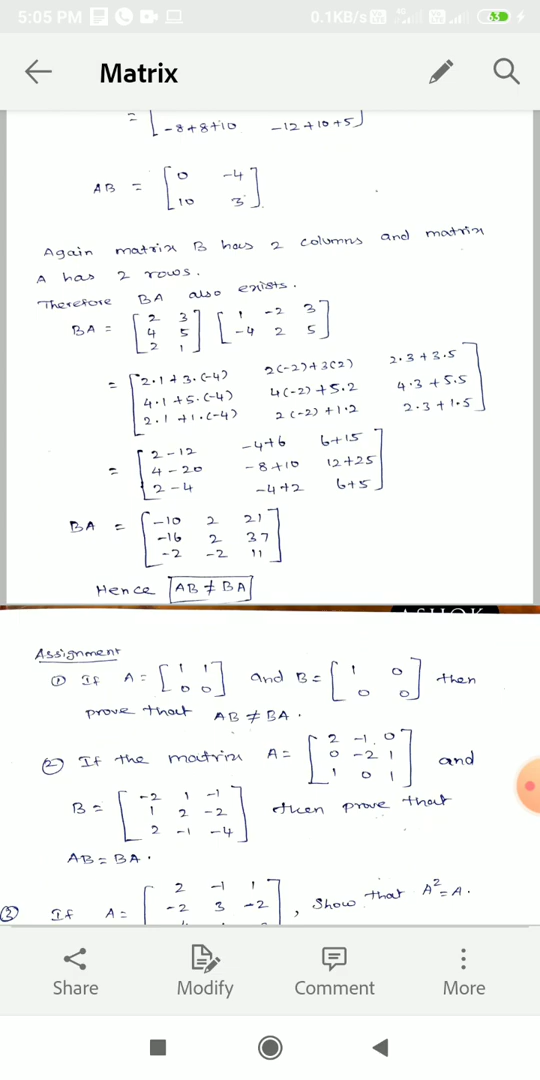 5:05 PM 0.1KB/s 4G 63
Matrix
= [ -8+8+10 -12+10+5 ]
AB = [ 0 -4
10 3 ].
Again matrix B has 2 columns and matrix
A has 2 rows.
Therefore BA also exists.
BA = [ 2 3 ] [ 1 -2 3 ]
4 5 -4 2 5
2 1
= [ 2.1+3.(-4) 2(-2)+3(2) 2.3+3.5
4.1+5.(-4) 4(-2)+5.2 4.3+5.5
2.1+1.(-4) 2(-2)+1.2 2.3+1.5 ]
= [ 2-12 -4+6 6+15
4-20 -8+10 12+25
2-4 -4+2 6+5 ]
BA = [ -10 2 21
-16 2 37
-2 -2 11 ]
Hence AB ≠ BA
Assignment
① If A = [ 1 1 and B = [ 1 0 then
0 0 ] 0 0 ]
prove that AB ≠ BA.
② If the matrix A = [ 2 -1 0
0 -2 1 and
1 0 1 ]
B = [ -2 1 -1
1 2 -2 then prove that
2 -1 -4 ]
AB = BA.
③ If A = [ 2 -1 1
-2 3 -2 , Show that A² = A.
Share Modify Comment More